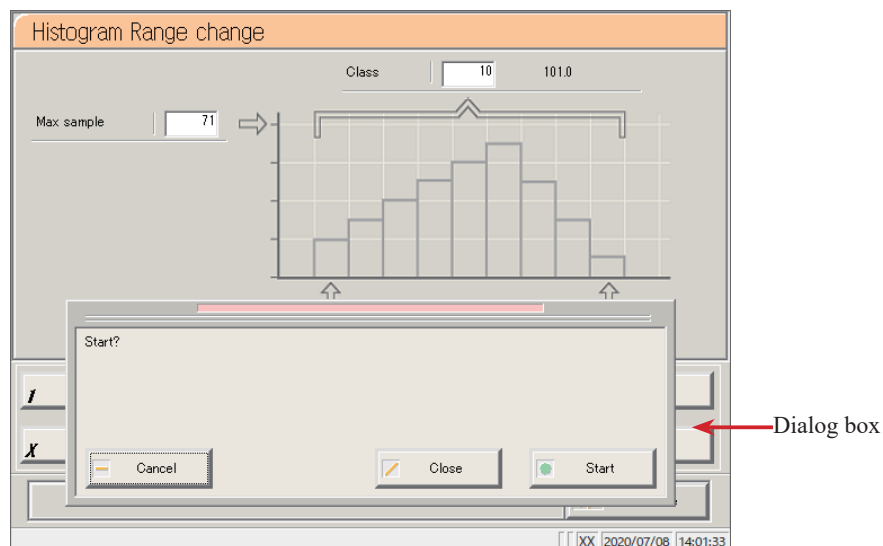 Histogram Range change
Class 10 101.0
Max sample 71
Start?
1
X
Dialog box
Cancel Close Start
XX 2020/07/08 14:01:33